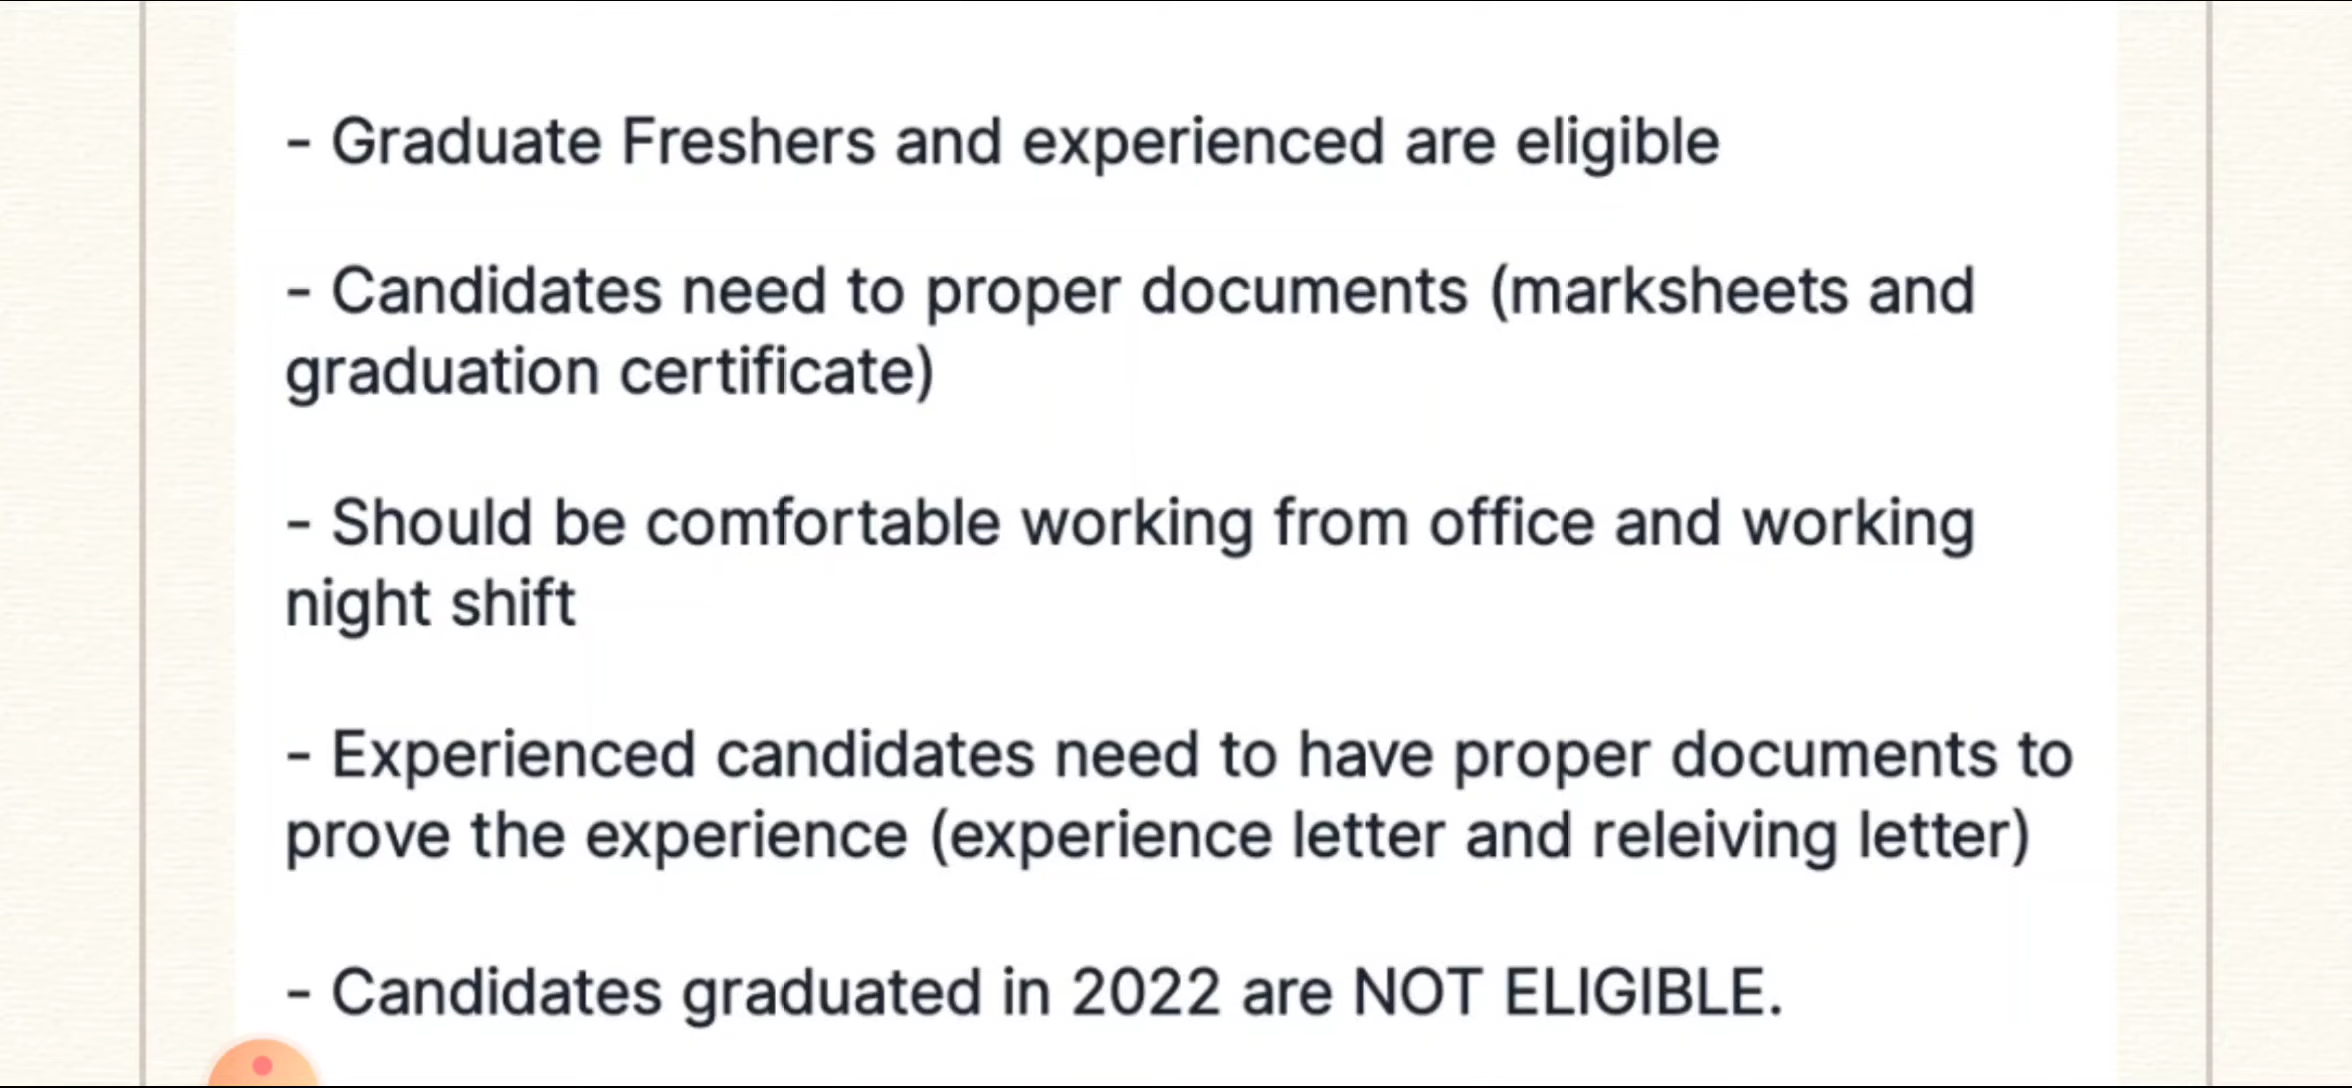 - Graduate Freshers and experienced are eligible
- Candidates need to proper documents (marksheets and
graduation certificate)
- Should be comfortable working from office and working
night shift
- Experienced candidates need to have proper documents to
prove the experience (experience letter and releiving letter)
- Candidates graduated in 2022 are NOT ELIGIBLE.